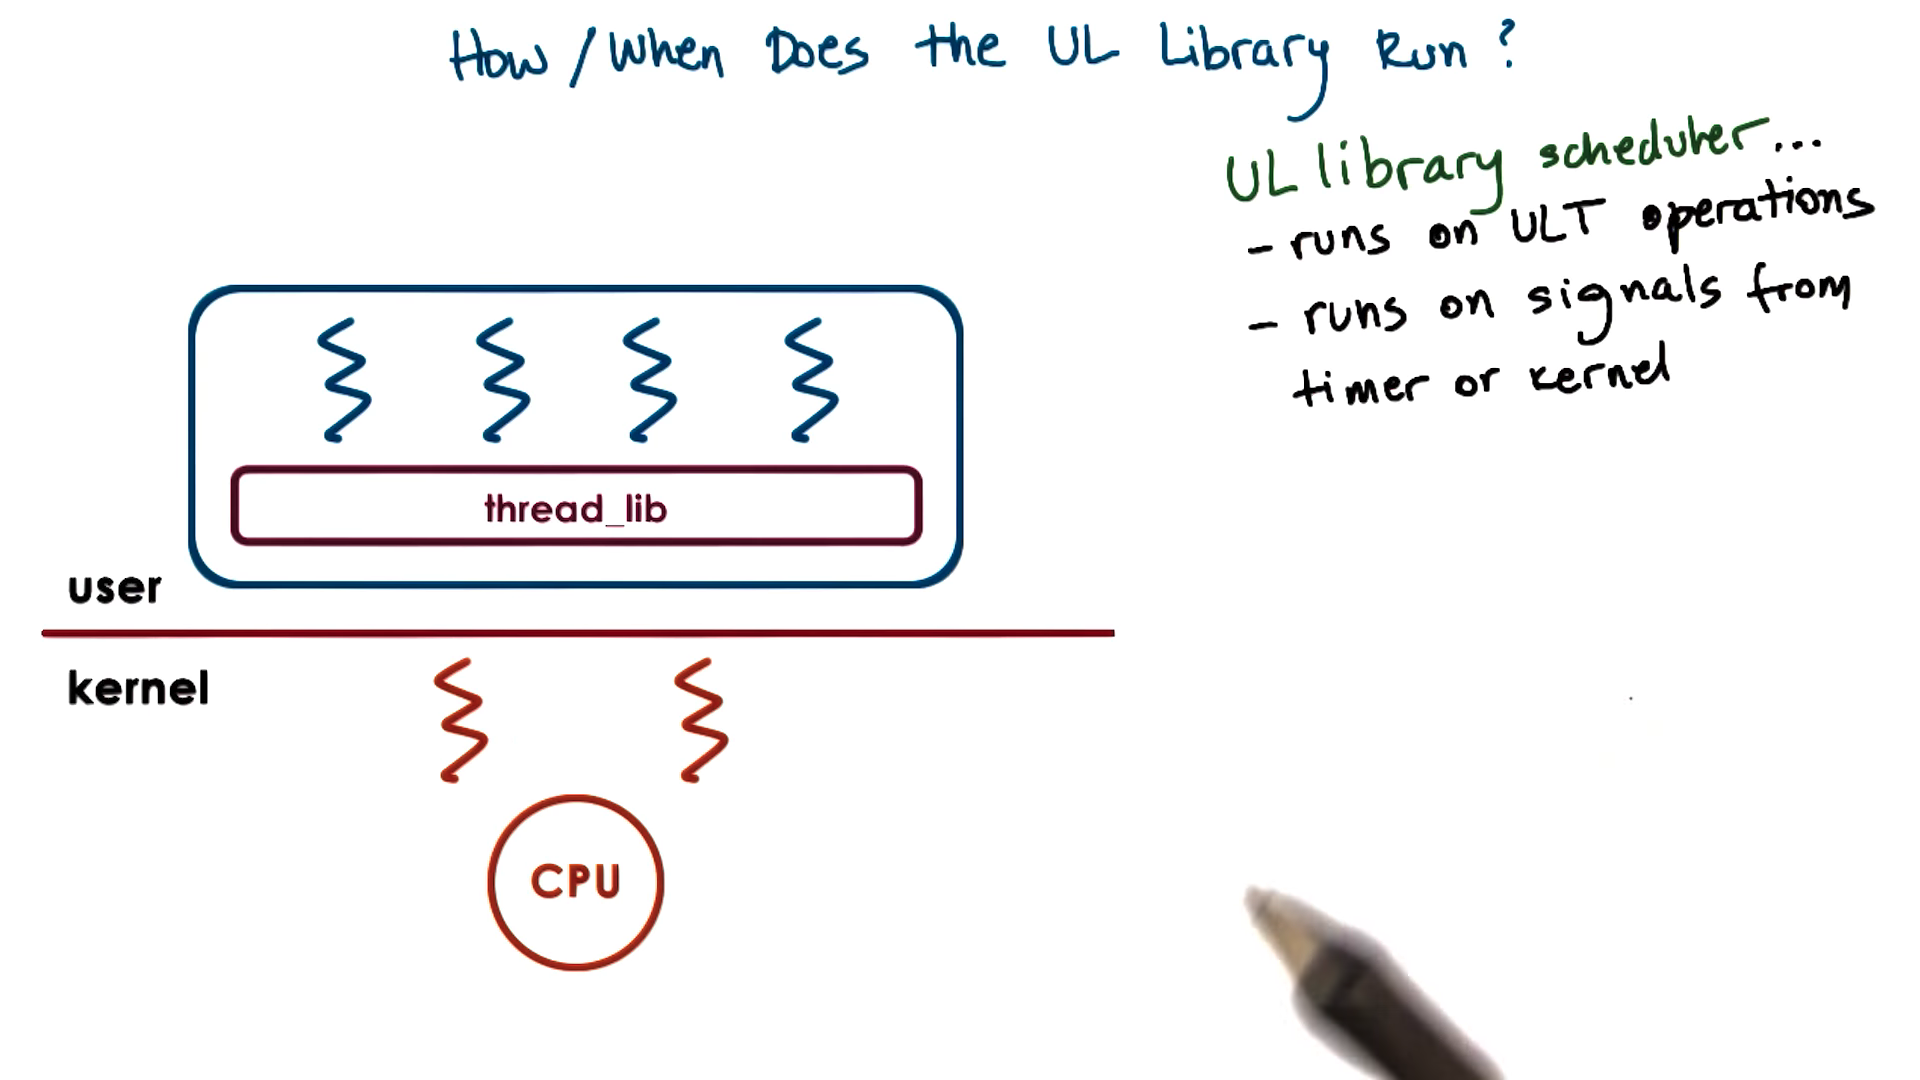 How / When Does the UL Library Run ?
UL library scheduler...
- runs on ULT operations
- runs on signals from
timer or kernel
thread_lib
user
kernel
CPU